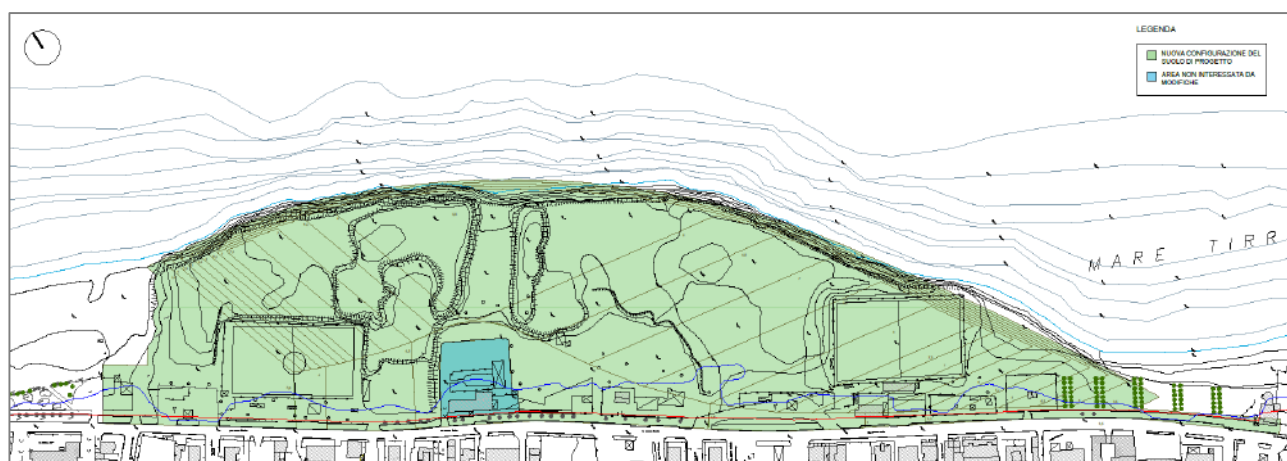 LEGENDA
NUOVA CONFIGURAZIONE DEL
SUOLO DI PROGETTO
AREA NON INTERESSATA DA
MODIFICHE
MARE TIRR